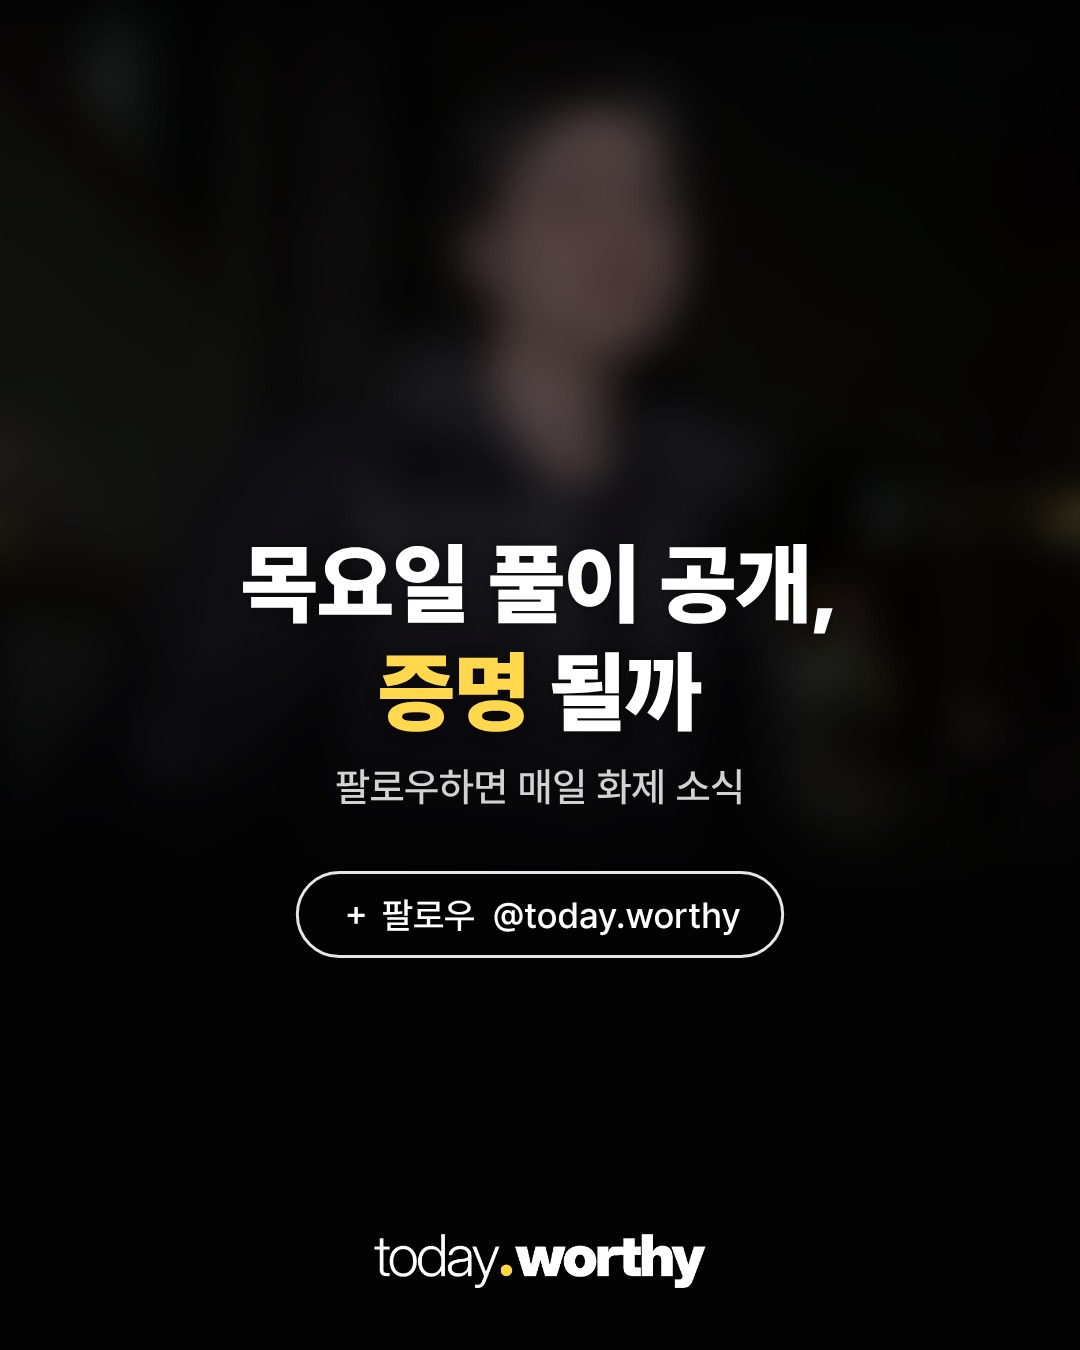 목요일 풀이 공개,
증명 될까
팔로우하면 매일 화제 소식
+ 팔로우 @today.worthy
today.worthy